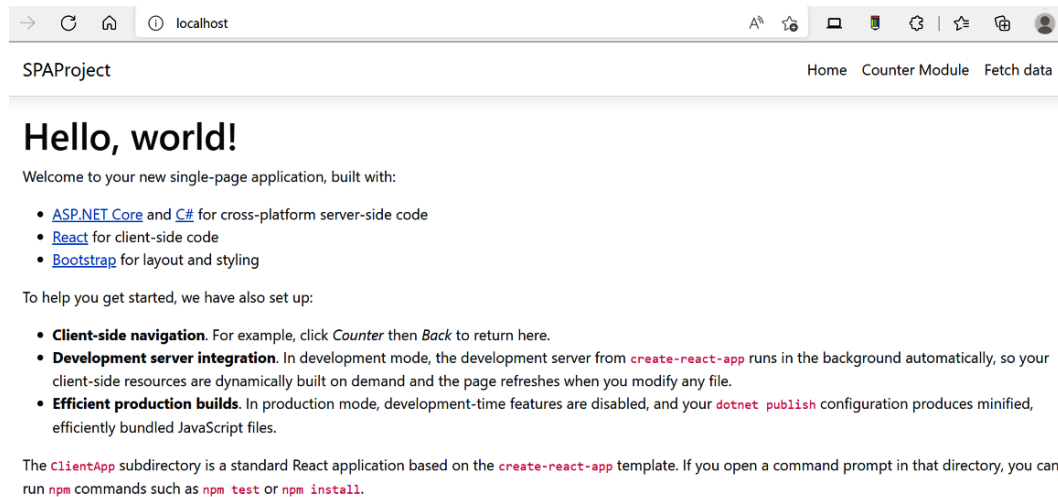 localhost
SPAProject
Home Counter Module Fetch data
Hello, world!
Welcome to your new single-page application, built with:
• ASP.NET Core and C# for cross-platform server-side code
• React for client-side code
• Bootstrap for layout and styling
To help you get started, we have also set up:
• Client-side navigation. For example, click Counter then Back to return here.
• Development server integration. In development mode, the development server from create-react-app runs in the background automatically, so your
client-side resources are dynamically built on demand and the page refreshes when you modify any file.
• Efficient production builds. In production mode, development-time features are disabled, and your dotnet publish configuration produces minified,
efficiently bundled JavaScript files.
The ClientApp subdirectory is a standard React application based on the create-react-app template. If you open a command prompt in that directory, you can
run npm commands such as npm test or npm install.